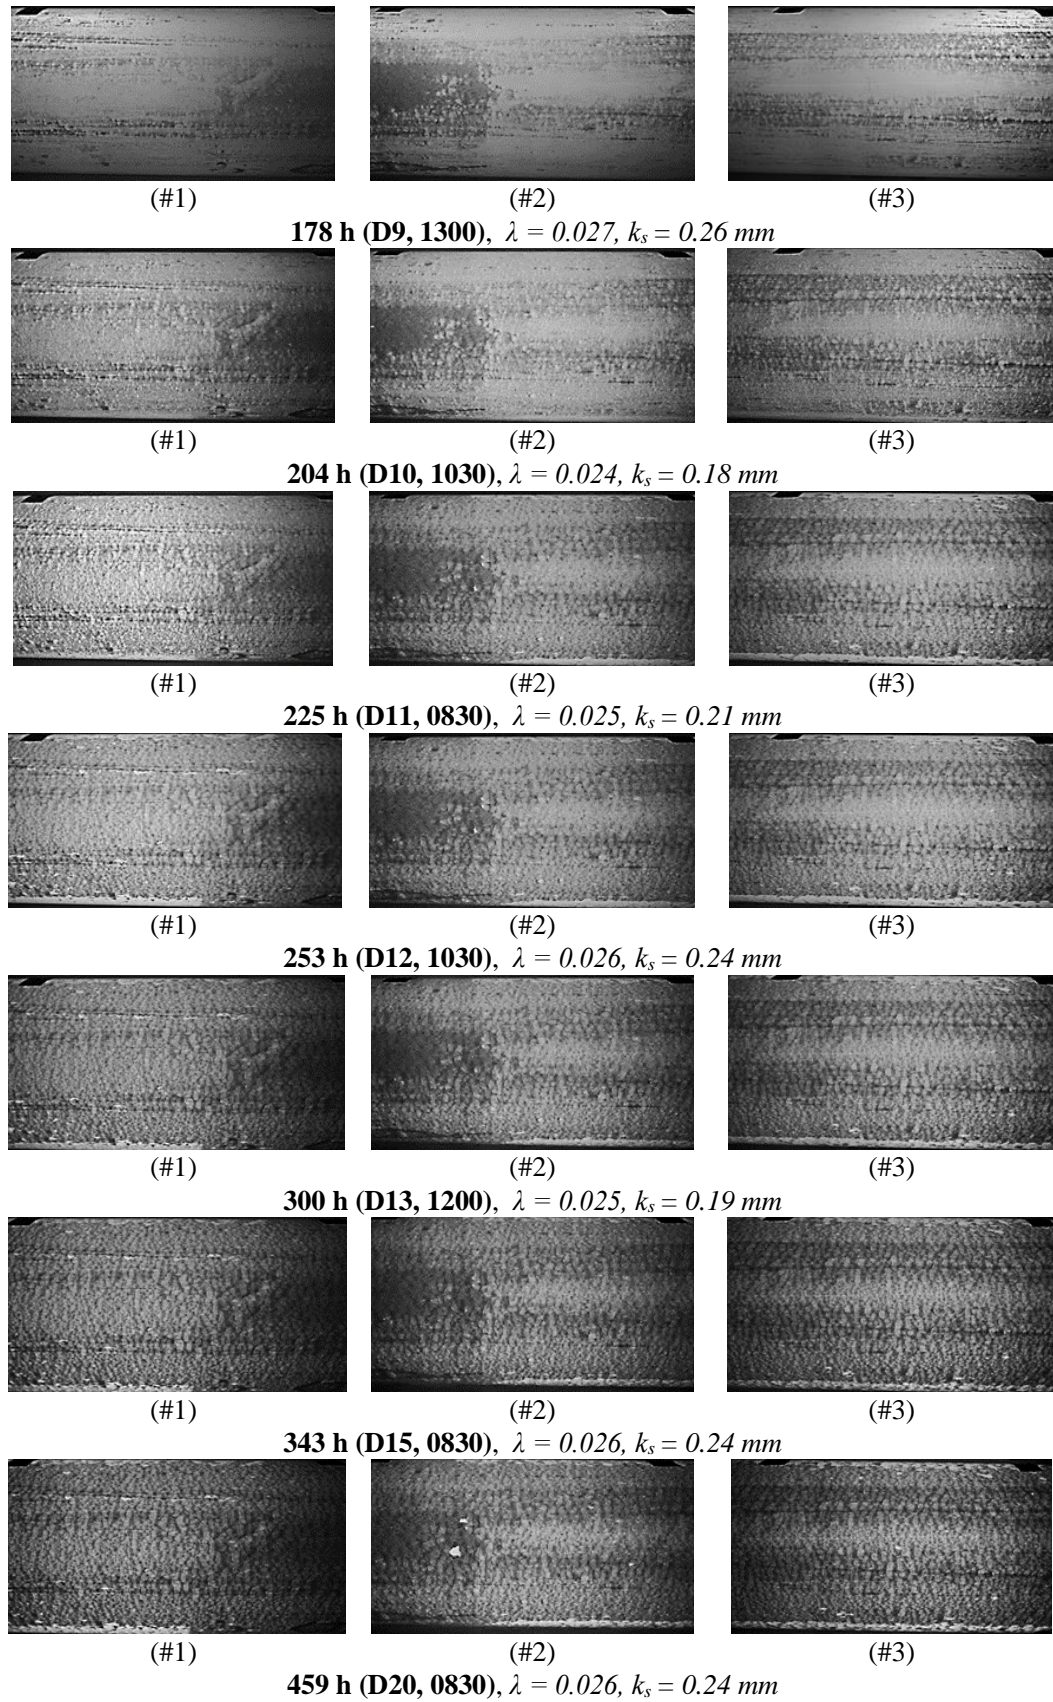 (#1) (#2) (#3)
178 h (D9, 1300), λ = 0.027, ks = 0.26 mm
(#1) (#2) (#3)
204 h (D10, 1030), λ = 0.024, ks = 0.18 mm
(#1) (#2) (#3)
225 h (D11, 0830), λ = 0.025, ks = 0.21 mm
(#1) (#2) (#3)
253 h (D12, 1030), λ = 0.026, ks = 0.24 mm
(#1) (#2) (#3)
300 h (D13, 1200), λ = 0.025, ks = 0.19 mm
(#1) (#2) (#3)
343 h (D15, 0830), λ = 0.026, ks = 0.24 mm
(#1) (#2) (#3)
459 h (D20, 0830), λ = 0.026, ks = 0.24 mm